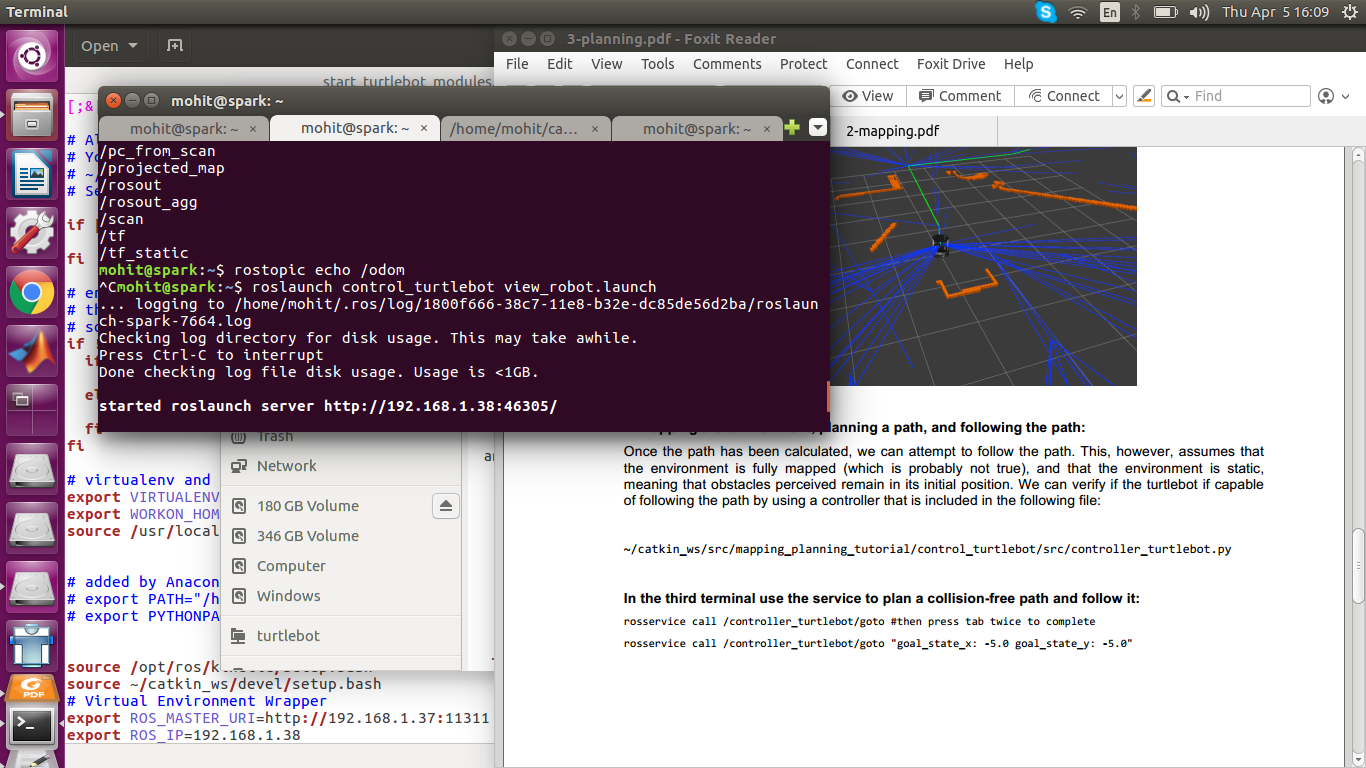 Terminal
En
Thu Apr 5 16:09
Open
3-planning.pdf - Foxit Reader
File Edit View Tools Comments Protect Connect Foxit Drive Help
start_turtlebot_modules
View Comment Connect Find
2-mapping.pdf
mohit@spark: ~
mohit@spark: ~ × mohit@spark: ~ × /home/mohit/ca... × mohit@spark: ~ ×
/pc_from_scan
/projected_map
/rosout
/rosout_agg
/scan
/tf
/tf_static
mohit@spark:~$ rostopic echo /odom
^Cmohit@spark:~$ roslaunch control_turtlebot view_robot.launch
... logging to /home/mohit/.ros/log/1800f666-38c7-11e8-b32e-dc85de56d2ba/roslaun
ch-spark-7664.log
Checking log directory for disk usage. This may take awhile.
Press Ctrl-C to interrupt
Done checking log file disk usage. Usage is <1GB.
started roslaunch server http://192.168.1.38:46305/
[;&
# Al
# Yo
# ~/
# Se
if [
fi
# en
# th
# so
if
if
el
fi
fi
# virtualenv and
export VIRTUALENV
export WORKON_HOM
source /usr/local
# added by Anacon
# export PATH="/h
# export PYTHONPA
source /opt/ros/k
source ~/catkin_ws/devel/setup.bash
# Virtual Environment Wrapper
export ROS_MASTER_URI=http://192.168.1.37:11311
export ROS_IP=192.168.1.38
Trash
Network
180 GB Volume
346 GB Volume
Computer
Windows
turtlebot
an
planning a path, and following the path:
Once the path has been calculated, we can attempt to follow the path. This, however, assumes that
the environment is fully mapped (which is probably not true), and that the environment is static,
meaning that obstacles perceived remain in its initial position. We can verify if the turtlebot if capable
of following the path by using a controller that is included in the following file:
~/catkin_ws/src/mapping_planning_tutorial/control_turtlebot/src/controller_turtlebot.py
In the third terminal use the service to plan a collision-free path and follow it:
rosservice call /controller_turtlebot/goto #then press tab twice to complete
rosservice call /controller_turtlebot/goto "goal_state_x: -5.0 goal_state_y: -5.0"
PDF